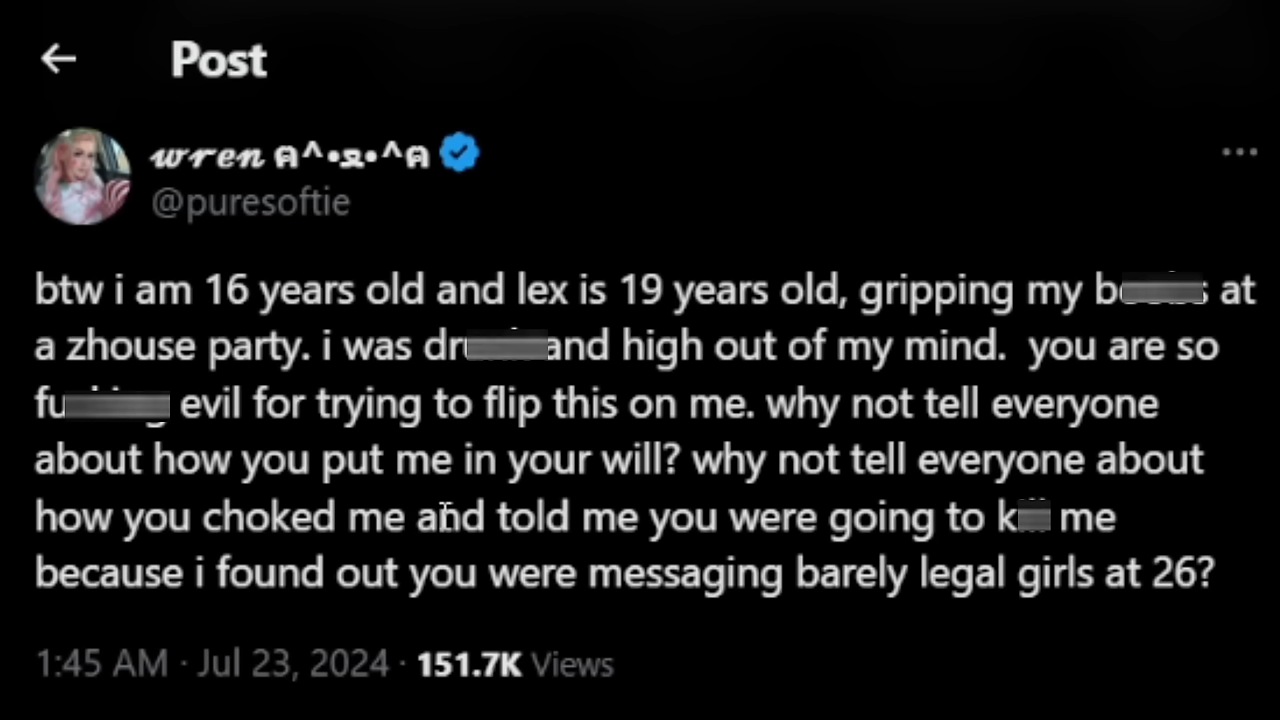 Post
wren ฅ^•ﻌ•^ฅ
@puresoftie
btw i am 16 years old and lex is 19 years old, gripping my at
a zhouse party. i was and high out of my mind. you are so
evil for trying to flip this on me. why not tell everyone
about how you put me in your will? why not tell everyone about
how you choked me and told me you were going to me
because i found out you were messaging barely legal girls at 26?
1:45 AM · Jul 23, 2024 · 151.7K Views